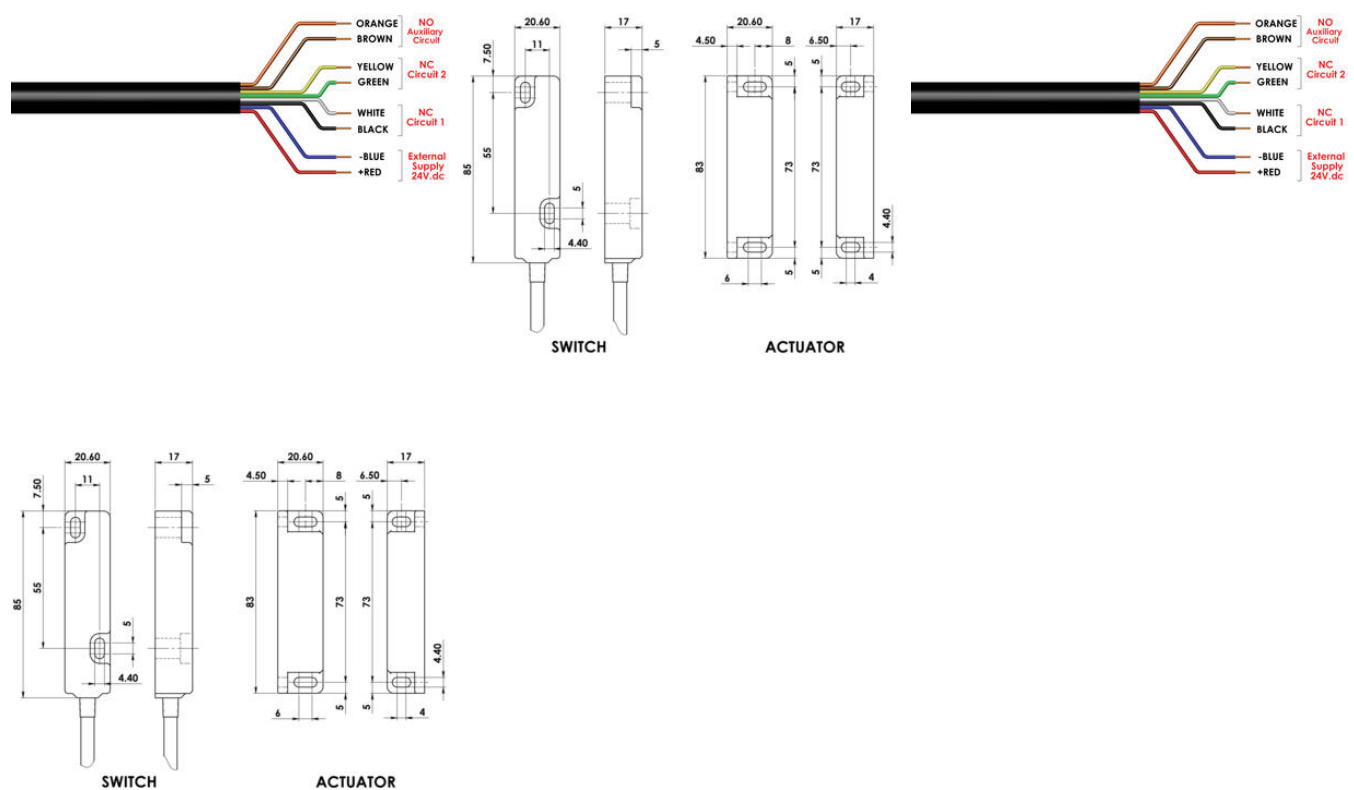 ORANGE
BROWN
NO
Auxiliary
Circuit
YELLOW
GREEN
NC
Circuit 2
WHITE
BLACK
NC
Circuit 1
-BLUE
+RED
External
Supply
24V.dc
20.60
17
11
5
7.50
55
85
5
4.40
SWITCH
20.60
17
4.50
8
6.50
5
5
83
73
73
4.40
6
5
5
4
ACTUATOR
ORANGE
BROWN
NO
Auxiliary
Circuit
YELLOW
GREEN
NC
Circuit 2
WHITE
BLACK
NC
Circuit 1
-BLUE
+RED
External
Supply
24V.dc
20.60
17
11
5
7.50
55
85
5
4.40
SWITCH
20.60
17
4.50
8
6.50
5
5
83
73
73
4.40
6
5
5
4
ACTUATOR